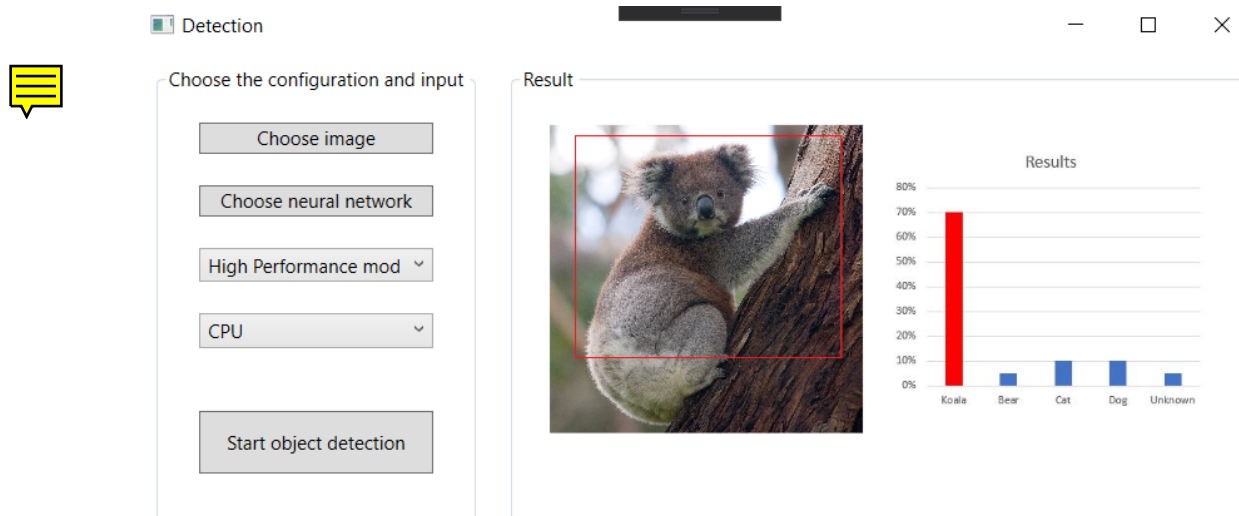 Detection
Choose the configuration and input
Choose image
Choose neural network
High Performance mod
CPU
Start object detection
Result
Results
80%
70%
60%
50%
40%
30%
20%
10%
0%
Koala Bear Cat Dog Unknown